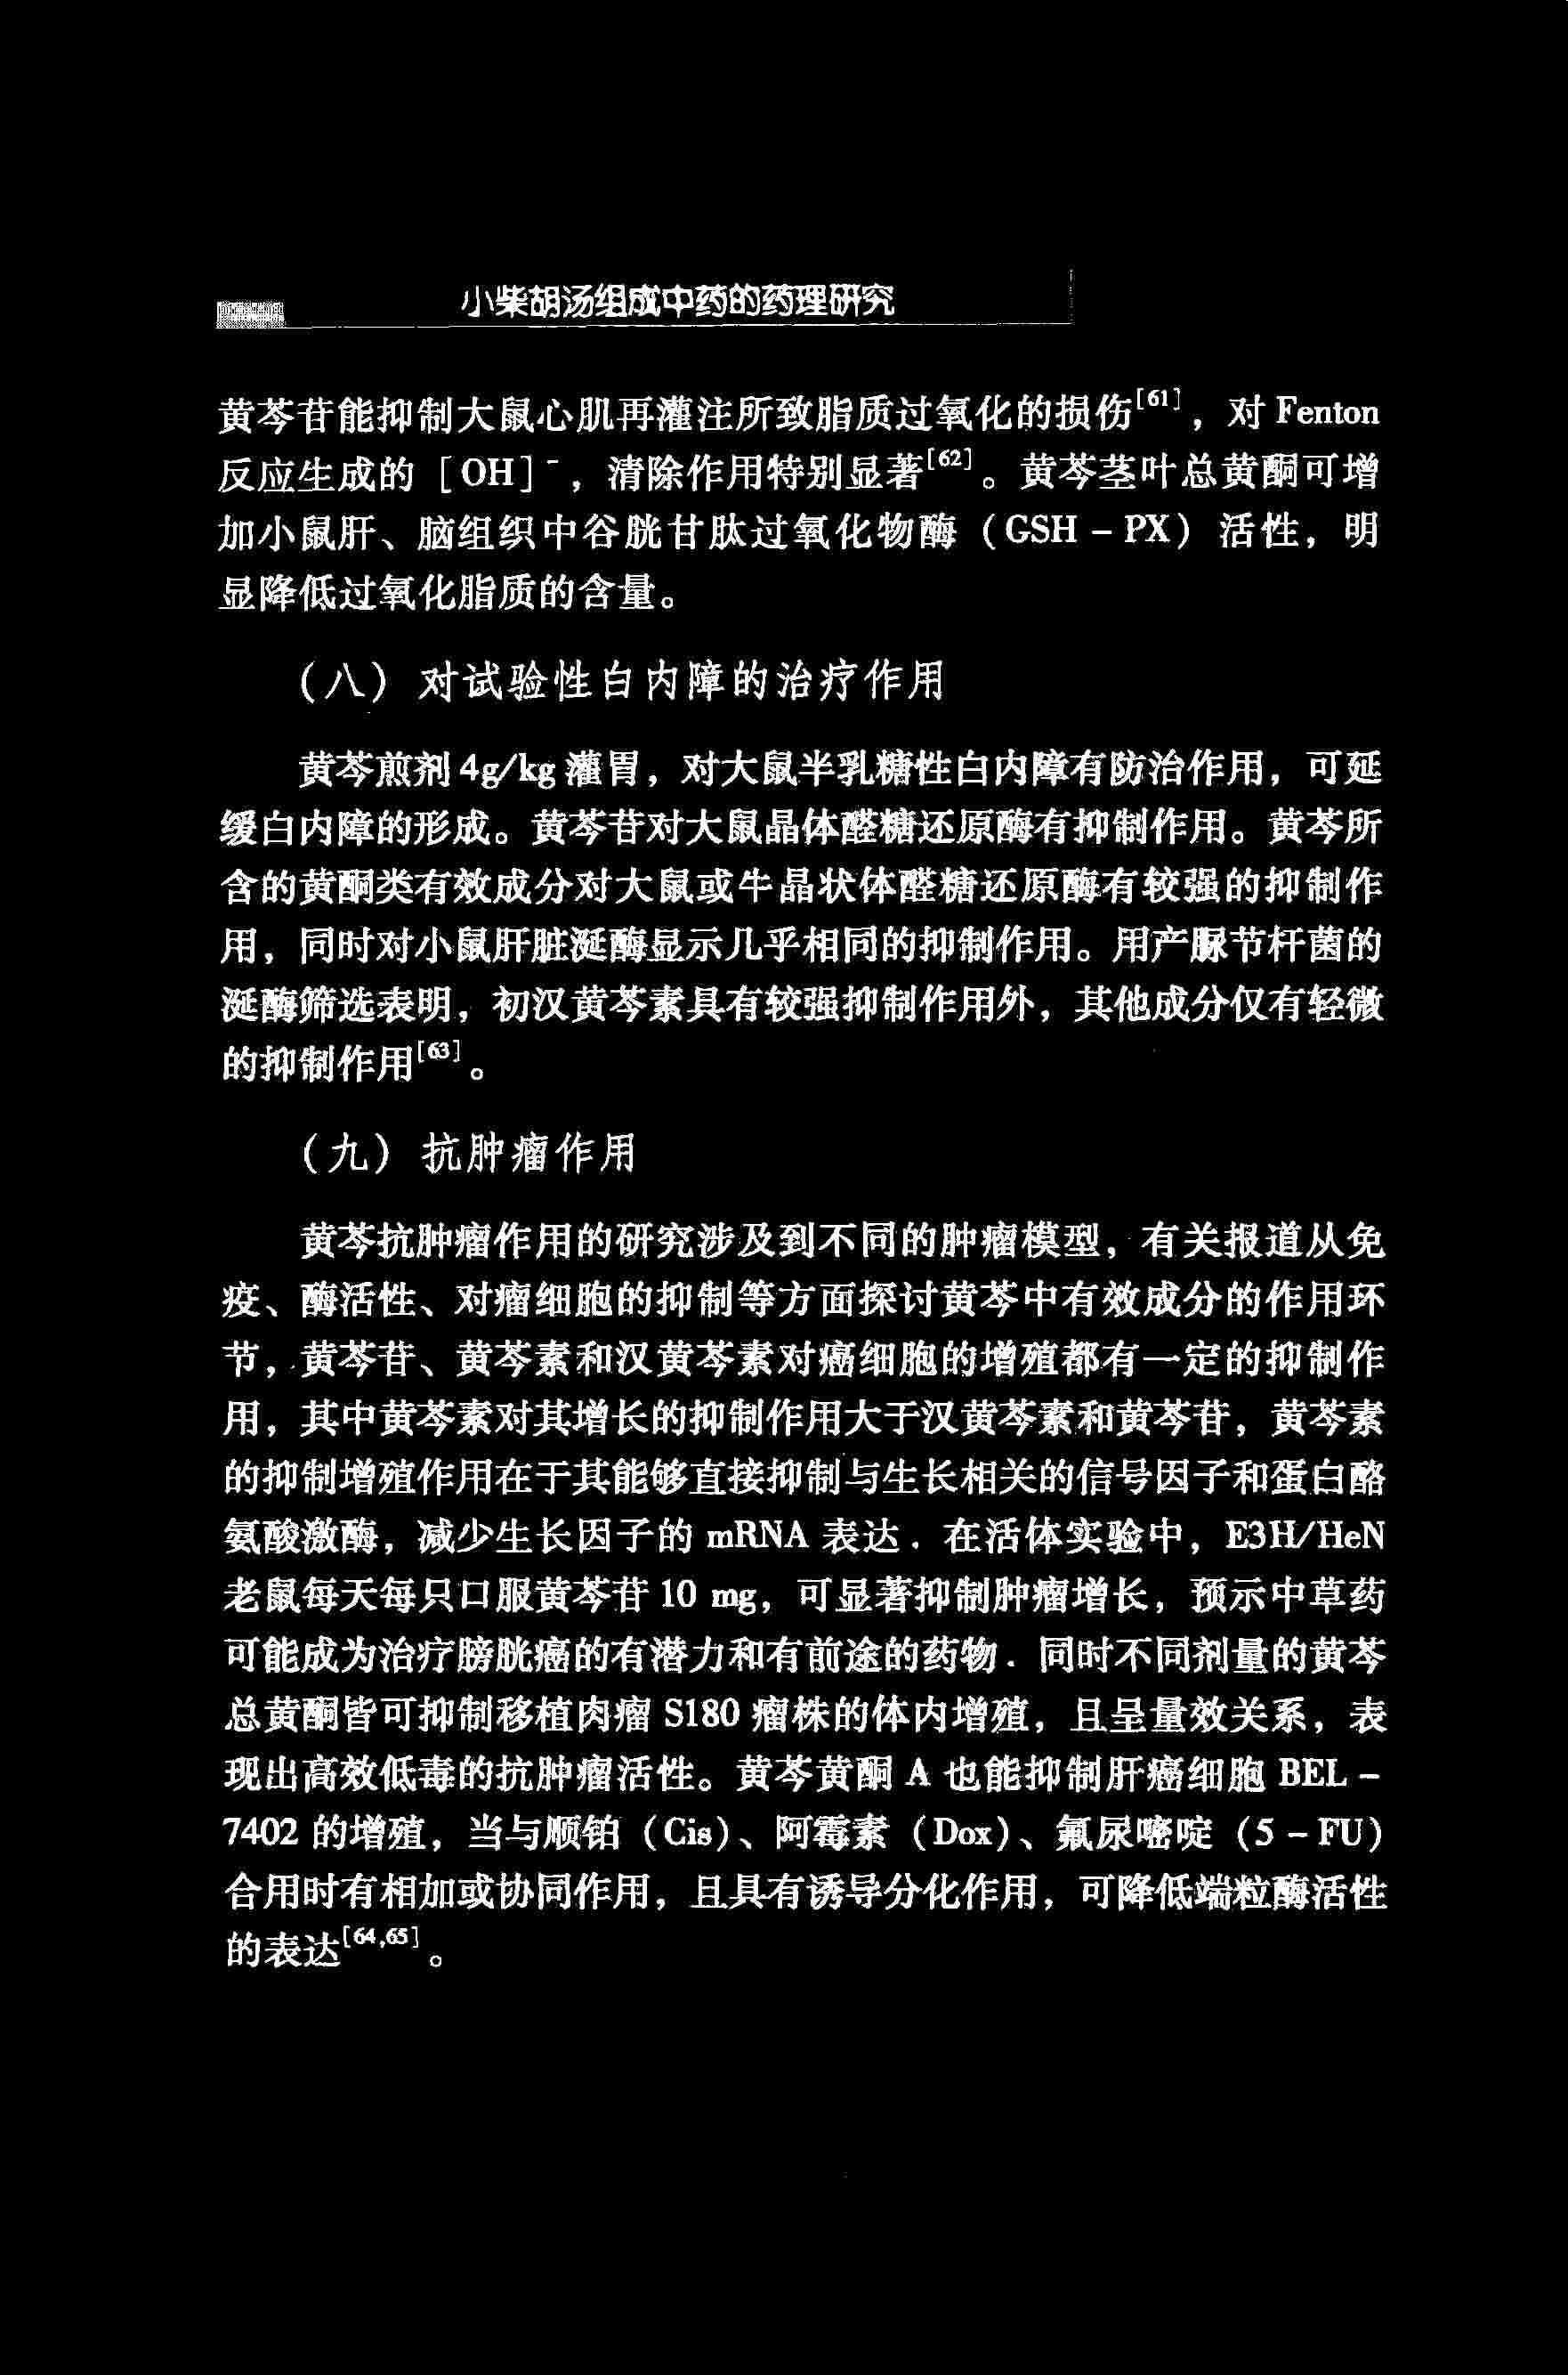 小柴胡汤组成中药的药理研究
黄芩苷能抑制大鼠心肌再灌注所致脂质过氧化的损伤[61]，对 Fenton
反应生成的 [OH]⁻，清除作用特别显著[62]。黄芩茎叶总黄酮可增
加小鼠肝、脑组织中谷胱甘肽过氧化物酶（GSH－PX）活性，明
显降低过氧化脂质的含量。
（八）对试验性白内障的治疗作用
黄芩煎剂 4g/kg 灌胃，对大鼠半乳糖性白内障有防治作用，可延
缓白内障的形成。黄芩苷对大鼠晶体醛糖还原酶有抑制作用。黄芩所
含的黄酮类有效成分对大鼠或牛晶状体醛糖还原酶有较强的抑制作
用，同时对小鼠肝脏涎酶显示几乎相同的抑制作用。用产脲节杆菌的
涎酶筛选表明，初汉黄芩素具有较强抑制作用外，其他成分仅有轻微
的抑制作用[63]。
（九）抗肿瘤作用
黄芩抗肿瘤作用的研究涉及到不同的肿瘤模型，有关报道从免
疫、酶活性、对瘤细胞的抑制等方面探讨黄芩中有效成分的作用环
节，黄芩苷、黄芩素和汉黄芩素对癌细胞的增殖都有一定的抑制作
用，其中黄芩素对其增长的抑制作用大于汉黄芩素和黄芩苷，黄芩素
的抑制增殖作用在于其能够直接抑制与生长相关的信号因子和蛋白酪
氨酸激酶，减少生长因子的 mRNA 表达．在活体实验中，E3H/HeN
老鼠每天每只口服黄芩苷 10 mg，可显著抑制肿瘤增长，预示中草药
可能成为治疗膀胱癌的有潜力和有前途的药物．同时不同剂量的黄芩
总黄酮皆可抑制移植肉瘤 S180 瘤株的体内增殖，且呈量效关系，表
现出高效低毒的抗肿瘤活性。黄芩黄酮 A 也能抑制肝癌细胞 BEL－
7402 的增殖，当与顺铂（Cis）、阿霉素（Dox）、氟尿嘧啶（5－FU）
合用时有相加或协同作用，且具有诱导分化作用，可降低端粒酶活性
的表达[64,65]。